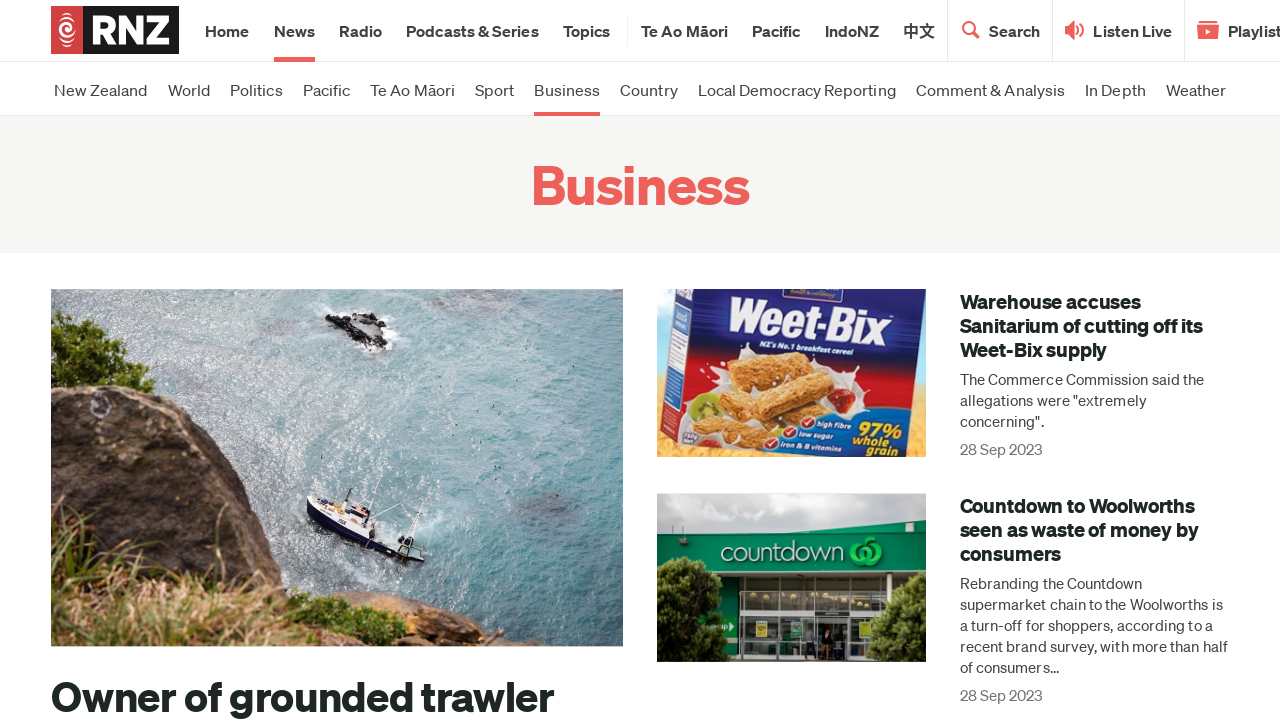 RNZ
Home
News
Radio
Podcasts & Series
Topics
Te Ao Māori
Pacific
IndoNZ
中文
Search
Listen Live
Playlist
New Zealand
World
Politics
Pacific
Te Ao Māori
Sport
Business
Country
Local Democracy Reporting
Comment & Analysis
In Depth
Weather
Business
Weet-Bix™
NZ's No.1 breakfast cereal
high fibre
low sugar
Iron & B vitamins
97%
whole
grain
750g
Net
Warehouse accuses
Sanitarium of cutting off its
Weet-Bix supply
The Commerce Commission said the
allegations were "extremely
concerning".
28 Sep 2023
countdown
Countdown to Woolworths
seen as waste of money by
consumers
Rebranding the Countdown
supermarket chain to the Woolworths is
a turn-off for shoppers, according to a
recent brand survey, with more than half
of consumers…
28 Sep 2023
Owner of grounded trawler